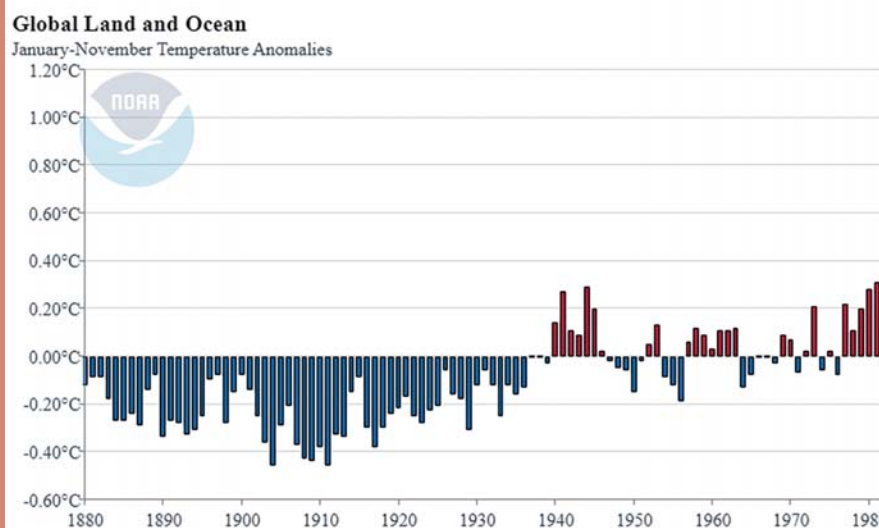 Global Land and Ocean
January-November Temperature Anomalies
1.20°C
NOAA
1.00°C
0.80°C
0.60°C
0.40°C
0.20°C
0.00°C
-0.20°C
-0.40°C
-0.60°C
1880 1890 1900 1910 1920 1930 1940 1950 1960 1970 198